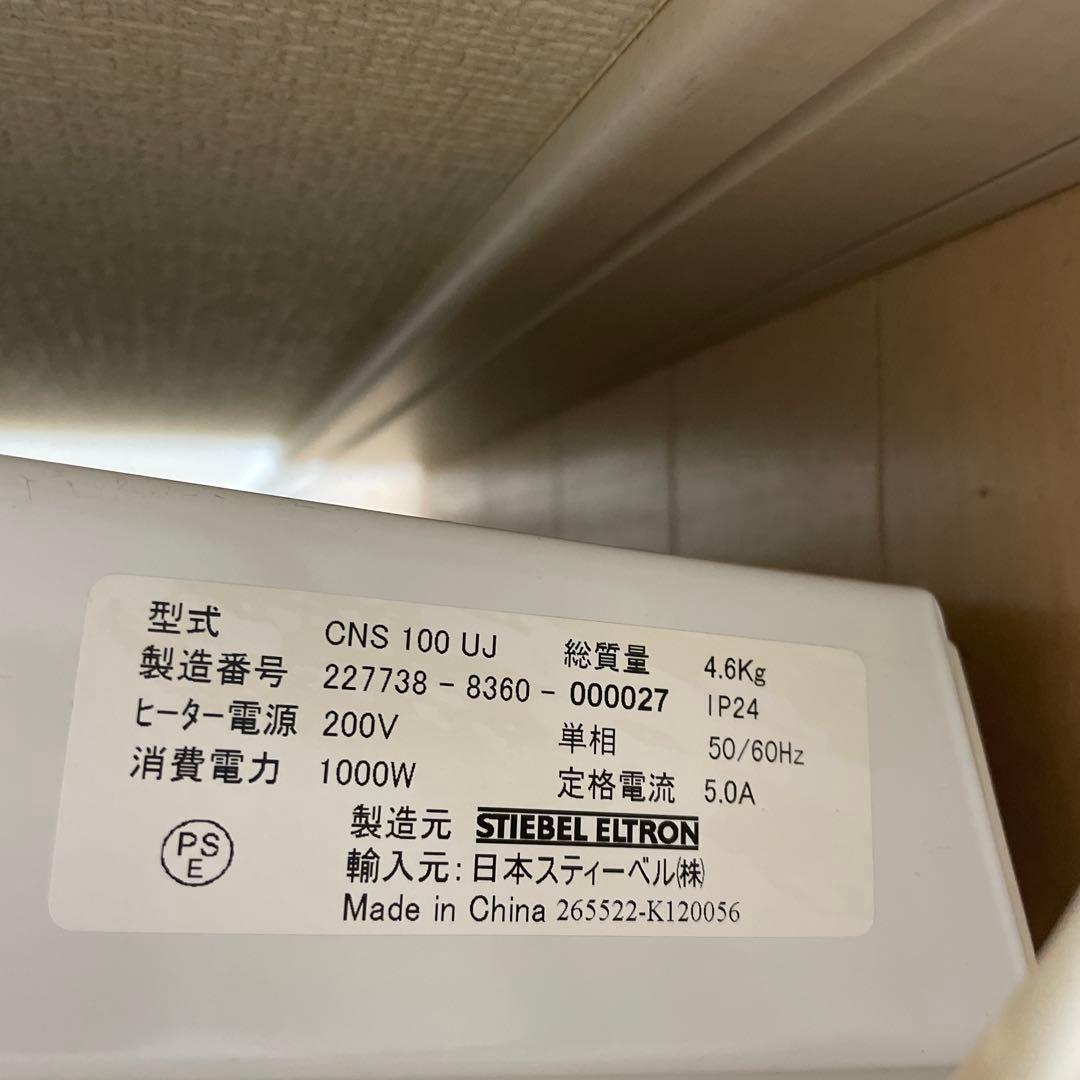 型式 CNS 100 UJ 総質量 4.6Kg
製造番号 227738 - 8360 - 000027 IP24
ヒーター電源 200V 単相 50/60Hz
消費電力 1000W 定格電流 5.0A
製造元 STIEBEL ELTRON
PS
E
輸入元:日本スティーベル㈱
Made in China 265522-K120056